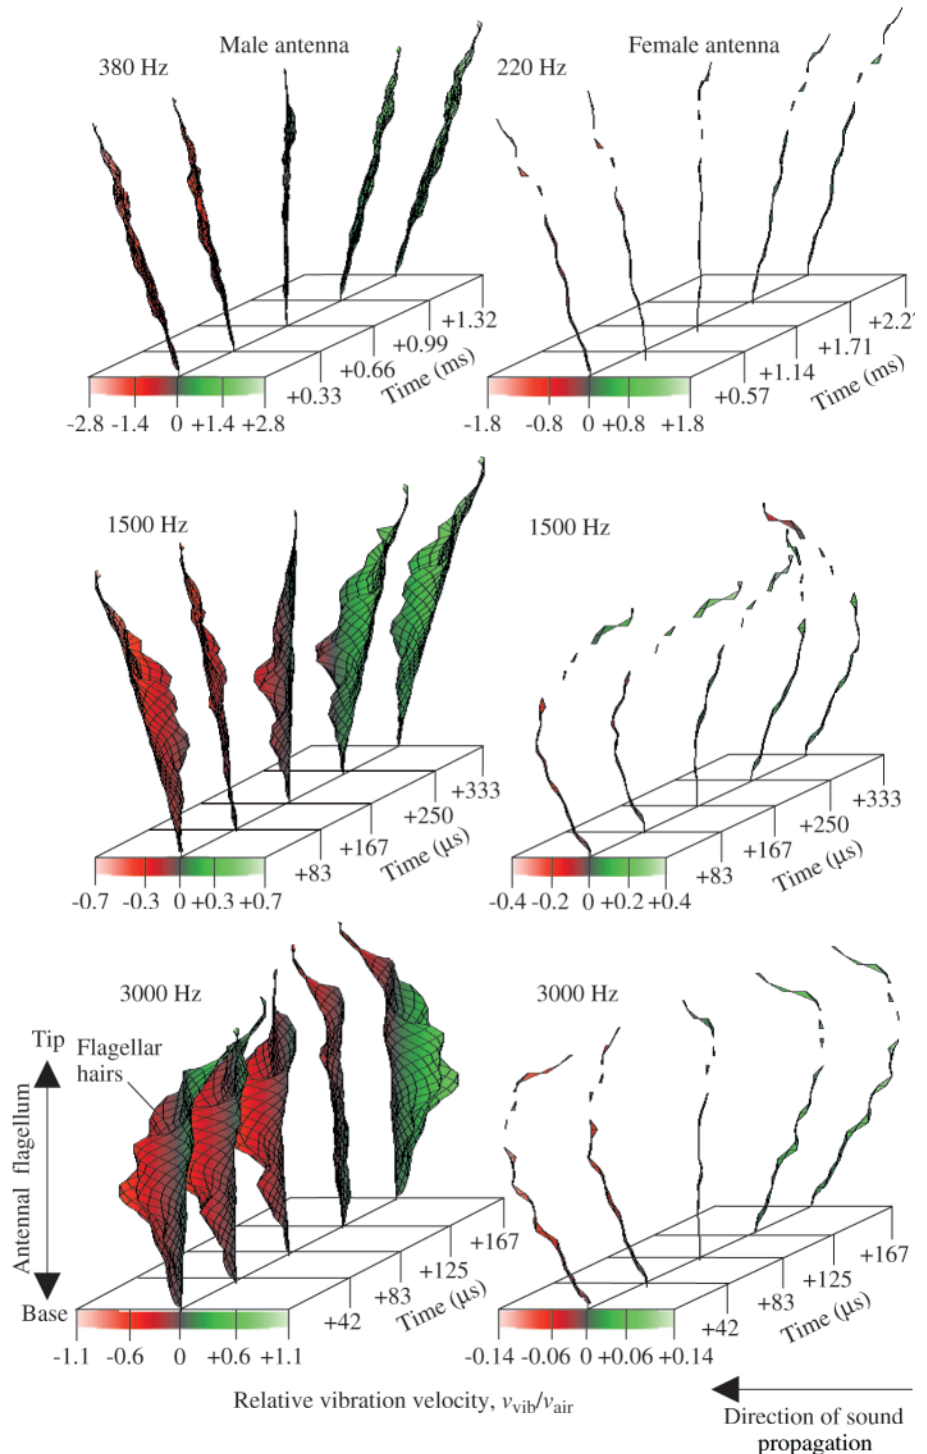 Male antenna
Female antenna
380 Hz
220 Hz
+1.32
+0.99
+0.66
+0.33
Time (ms)
-2.8 -1.4 0 +1.4 +2.8
+1.71
+1.14
+0.57
Time (ms)
-1.8 -0.8 0 +0.8 +1.8
1500 Hz
1500 Hz
+333
+250
+167
+83
Time (µs)
-0.7 -0.3 0 +0.3 +0.7
+333
+250
+167
+83
Time (µs)
-0.4 -0.2 0 +0.2 +0.4
3000 Hz
3000 Hz
Tip
Flagellar
hairs
Antennal flagellum
Base
+167
+125
+83
+42
Time (µs)
-1.1 -0.6 0 +0.6 +1.1
+167
+125
+83
+42
Time (µs)
-0.14 -0.06 0 +0.06 +0.14
Relative vibration velocity, vvib/vair
Direction of sound
propagation